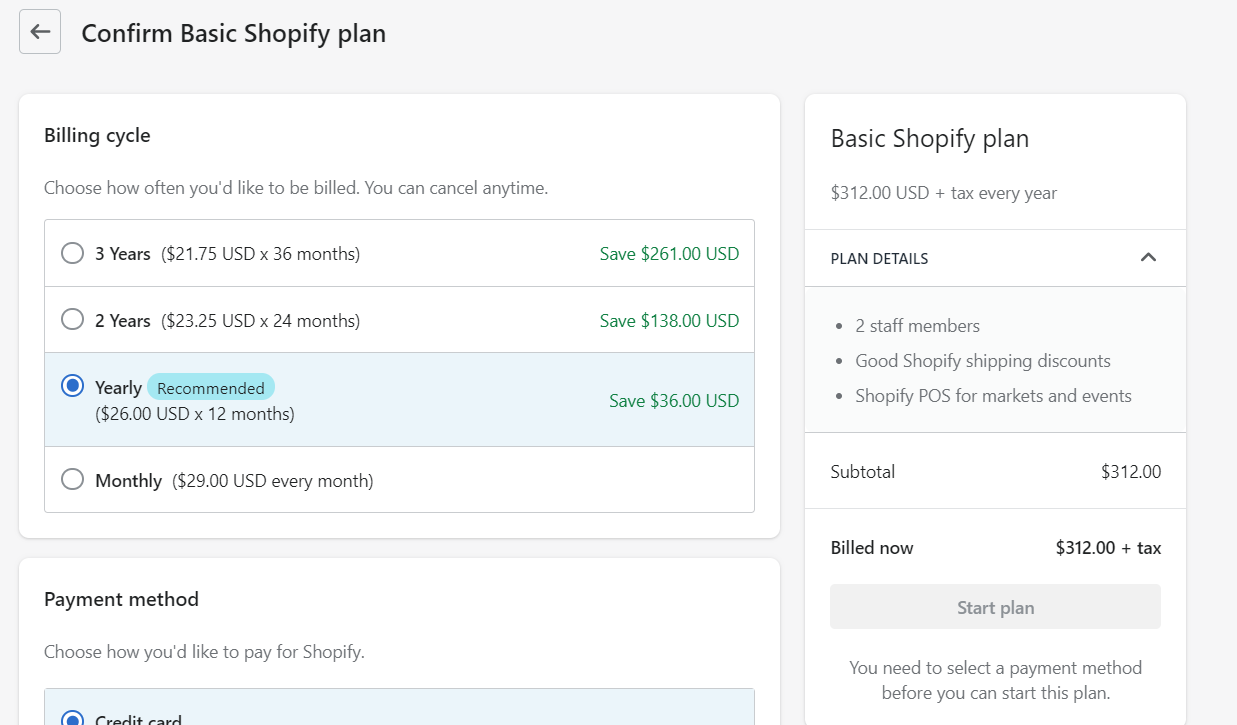 Confirm Basic Shopify plan
Billing cycle
Choose how often you'd like to be billed. You can cancel anytime.
3 Years ($21.75 USD x 36 months) Save $261.00 USD
2 Years ($23.25 USD x 24 months) Save $138.00 USD
Yearly Recommended
($26.00 USD x 12 months) Save $36.00 USD
Monthly ($29.00 USD every month)
Payment method
Choose how you'd like to pay for Shopify.
Credit card
Basic Shopify plan
$312.00 USD + tax every year
PLAN DETAILS
2 staff members
Good Shopify shipping discounts
Shopify POS for markets and events
Subtotal $312.00
Billed now $312.00 + tax
Start plan
You need to select a payment method
before you can start this plan.